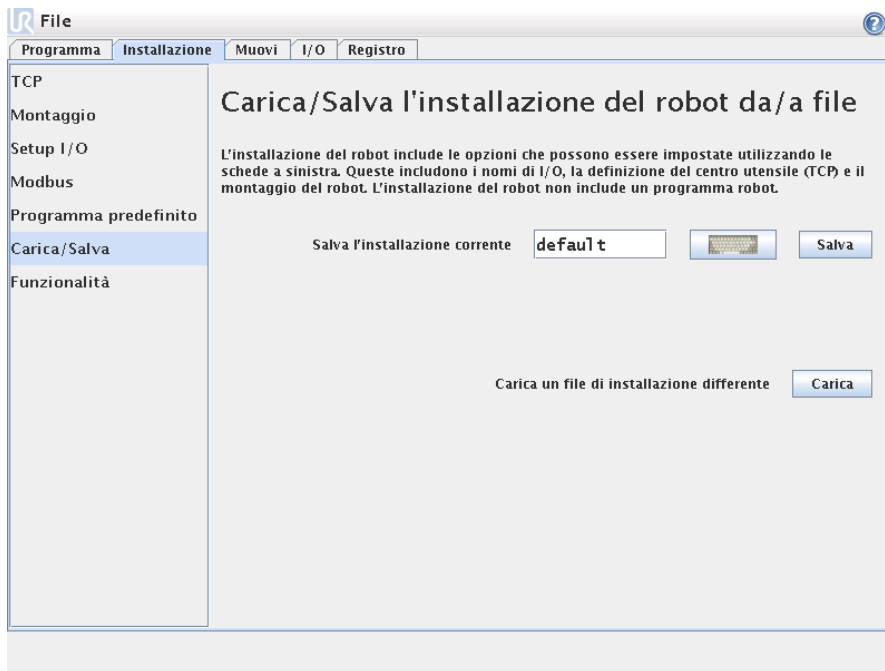 UR File
?
Programma Installazione Muovi I/O Registro
TCP
Montaggio
Setup I/O
Modbus
Programma predefinito
Carica/Salva
Funzionalità
Carica/Salva l'installazione del robot da/a file
L'installazione del robot include le opzioni che possono essere impostate utilizzando le
schede a sinistra. Queste includono i nomi di I/O, la definizione del centro utensile (TCP) e il
montaggio del robot. L'installazione del robot non include un programma robot.
Salva l'installazione corrente default Salva
Carica un file di installazione differente Carica